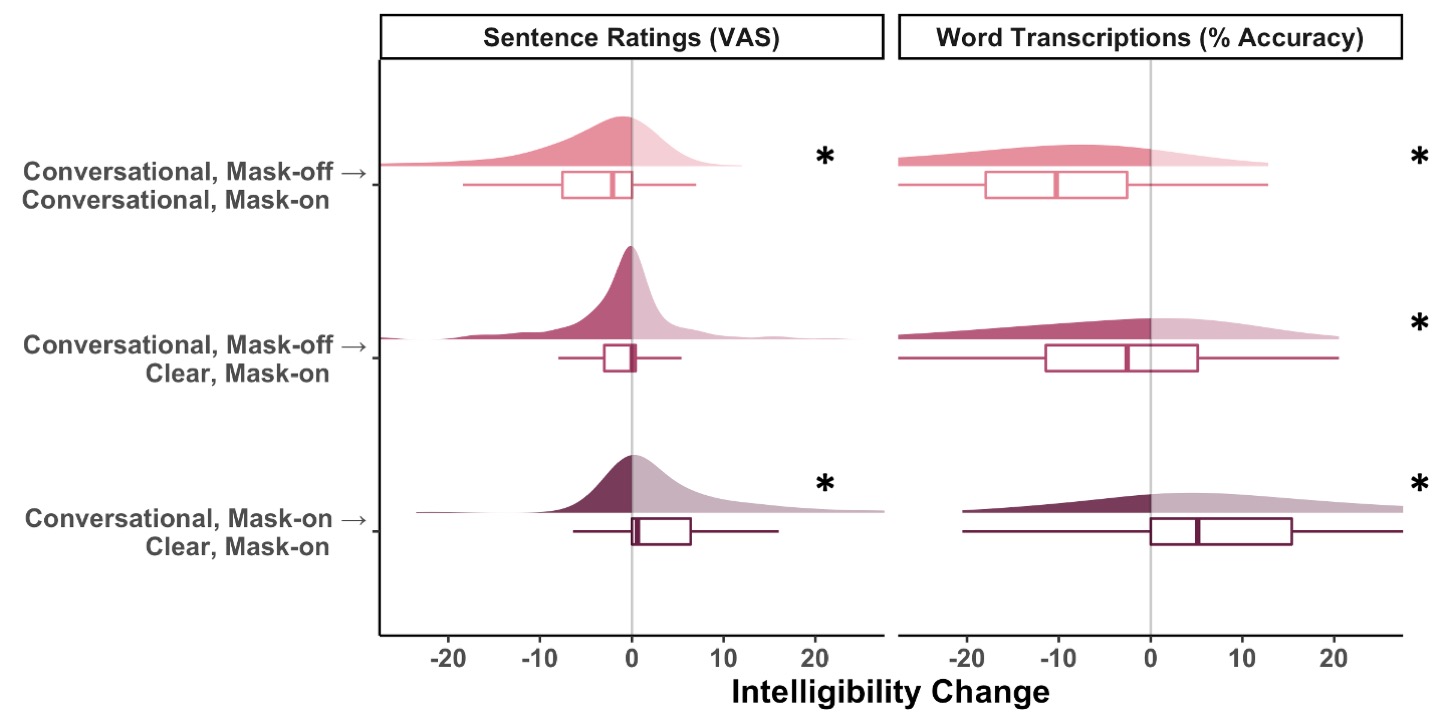 Sentence Ratings (VAS)
Word Transcriptions (% Accuracy)
Conversational, Mask-off →
Conversational, Mask-on
*
*
Conversational, Mask-off →
Clear, Mask-on
*
Conversational, Mask-on →
Clear, Mask-on
*
*
-20 -10 0 10 20
-20 -10 0 10 20
Intelligibility Change